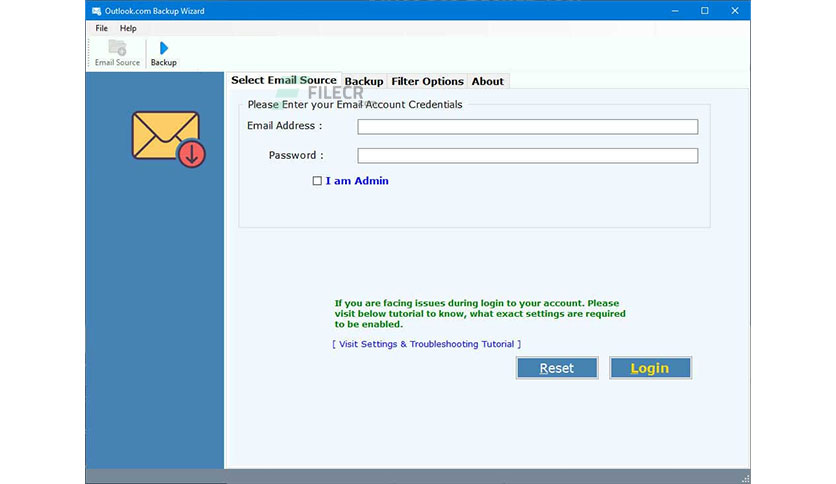 Outlook.com Backup Wizard
File Help
Email Source Backup
Select Email Source Backup Filter Options About
FILECR
.com
Please Enter your Email Account Credentials
Email Address :
Password :
I am Admin
If you are facing issues during login to your account. Please
visit below tutorial to know, what exact settings are required
to be enabled.
[ Visit Settings & Troubleshooting Tutorial ]
Reset Login